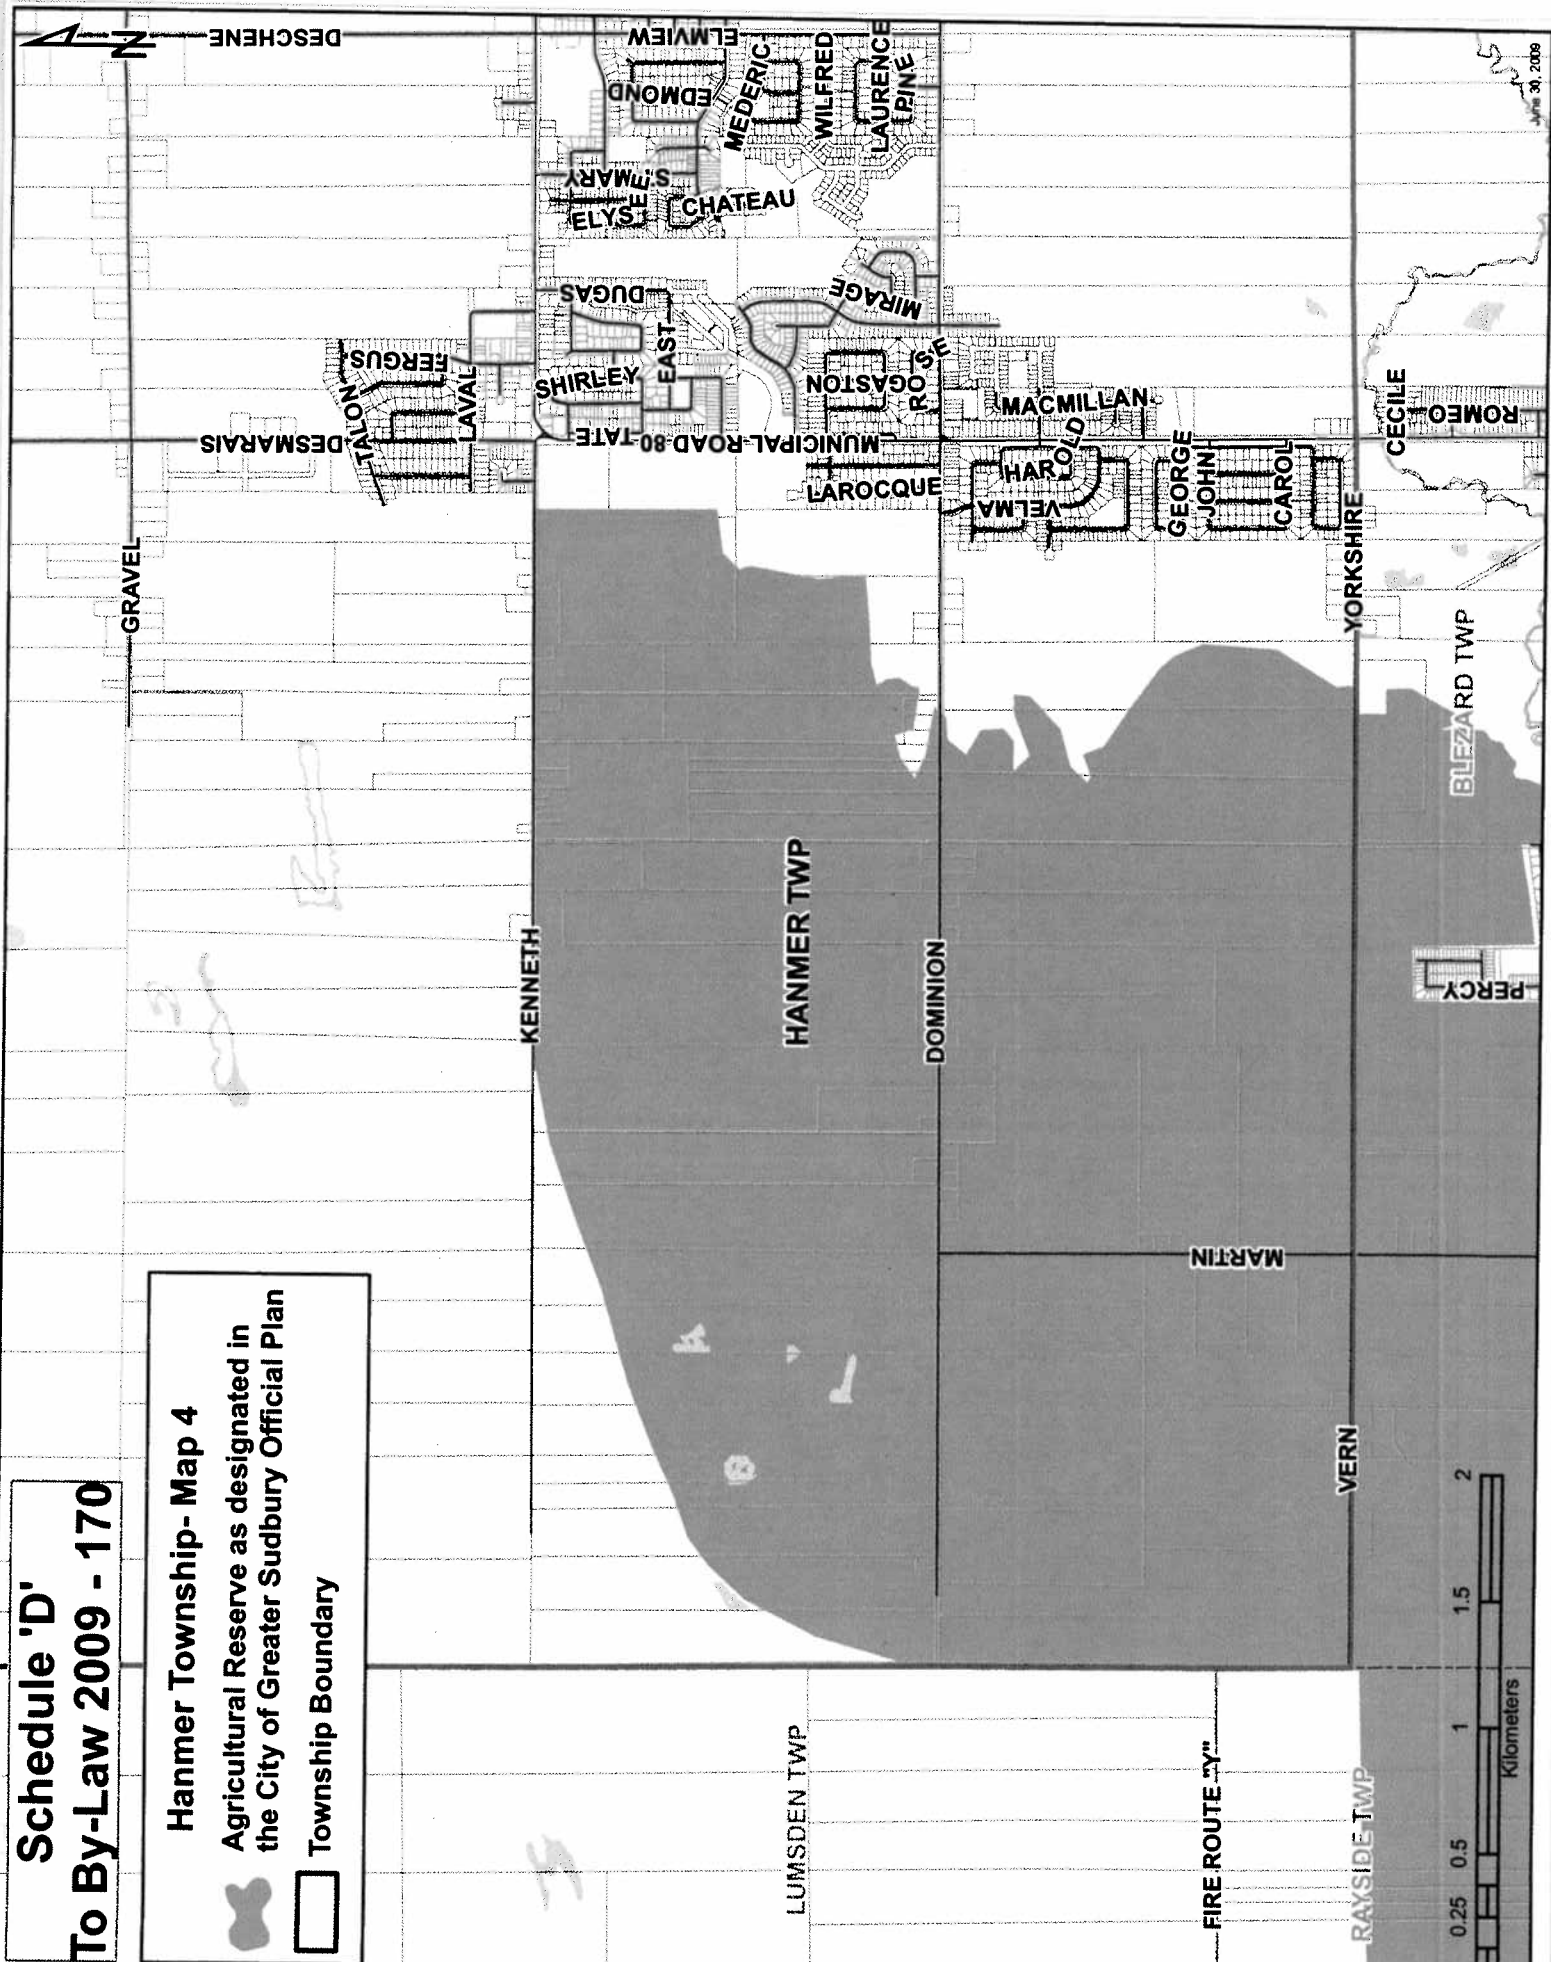 Schedule 'D'
To By-Law 2009 - 170
Hanmer Township- Map 4
Agricultural Reserve as designated in
the City of Greater Sudbury Official Plan
Township Boundary
N
DESCHENE
GRAVEL
DESMARAIS
TALON
FERGUS
LAVAL
KENNETH
ELMVIEW
EDMOND
MEDERIC
WILFRED
LAURENCE
PINE
S MARY
ELYSEE
CHATEAU
DUGAS
EAST
SHIRLEY
TATE
MUNICIPAL ROAD 80
MIRAGE
OGASTON
ROSE
LAROCQUE
HANMER TWP
DOMINION
MACMILLAN
HAROLD
VELMA
GEORGE
JOHN
CAROL
YORKSHIRE
CECILE
ROMEO
BLEZARD TWP
PERCY
MARTIN
VERN
LUMSDEN TWP
FIRE ROUTE "Y"
RAYSIDE TWP
0.25 0.5 1 1.5 2
Kilometers
June 30, 2009